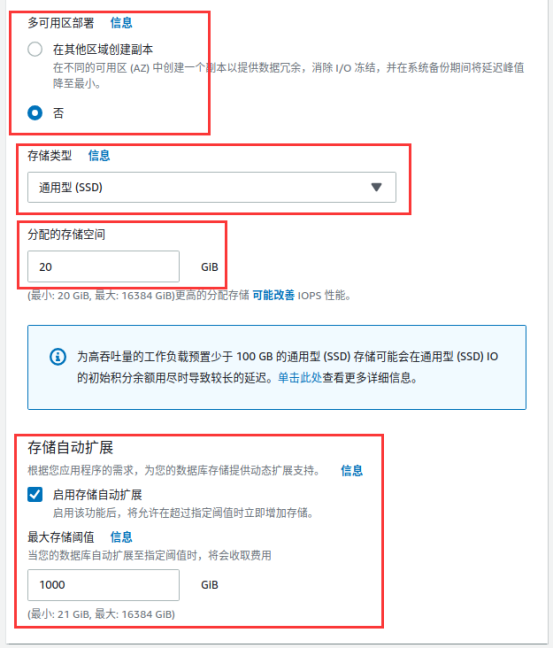 多可用区部署 信息
在其他区域创建副本
在不同的可用区 (AZ) 中创建一个副本以提供数据冗余，消除 I/O 冻结，并在系统备份期间将延迟峰值
降至最小。
否
存储类型 信息
通用型 (SSD)
分配的存储空间
20 GiB
(最小: 20 GiB, 最大: 16384 GiB)更高的分配存储 可能改善 IOPS 性能。
为高吞吐量的工作负载预置少于 100 GB 的通用型 (SSD) 存储可能会在通用型 (SSD) IO
的初始积分余额用尽时导致较长的延迟。单击此处查看更多详细信息。
存储自动扩展
根据您应用程序的需求，为您的数据库存储提供动态扩展支持。 信息
启用存储自动扩展
启用该功能后，将允许在超过指定阈值时立即增加存储。
最大存储阈值 信息
当您的数据库自动扩展至指定阈值时，将会收取费用
1000 GiB
(最小: 21 GiB, 最大: 16384 GiB)